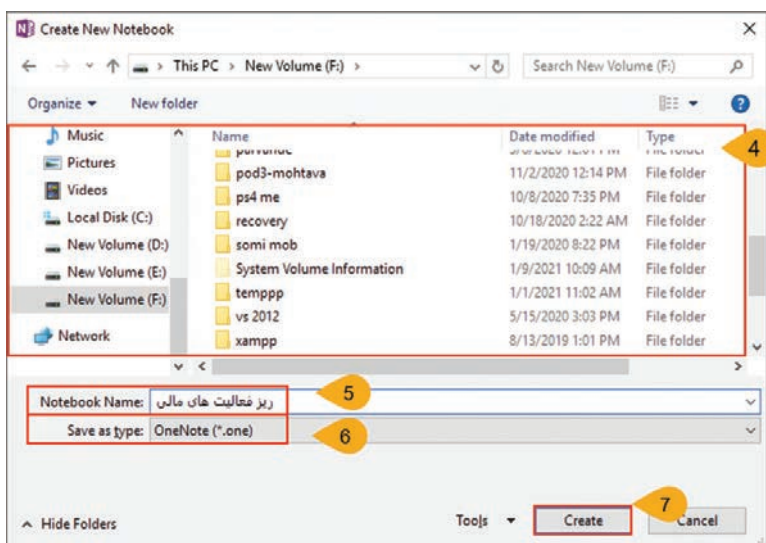 Create New Notebook
This PC > New Volume (F:) >
Search New Volume (F:)
Organize
New folder
Music
Pictures
Videos
Local Disk (C:)
New Volume (D:)
New Volume (E:)
New Volume (F:)
Network
Name Date modified Type
pod3-mohtava 11/2/2020 12:14 PM File folder
ps4 me 10/8/2020 7:35 PM File folder
recovery 10/18/2020 2:22 AM File folder
somi mob 1/19/2020 8:22 PM File folder
System Volume Information 1/9/2021 10:09 AM File folder
temppp 1/1/2021 11:02 AM File folder
vs 2012 5/15/2020 3:03 PM File folder
xampp 8/13/2019 1:01 PM File folder
4
Notebook Name: ریز فعالیت های مالی
5
Save as type: OneNote (*.one)
6
Hide Folders
Tools
Create
7
Cancel